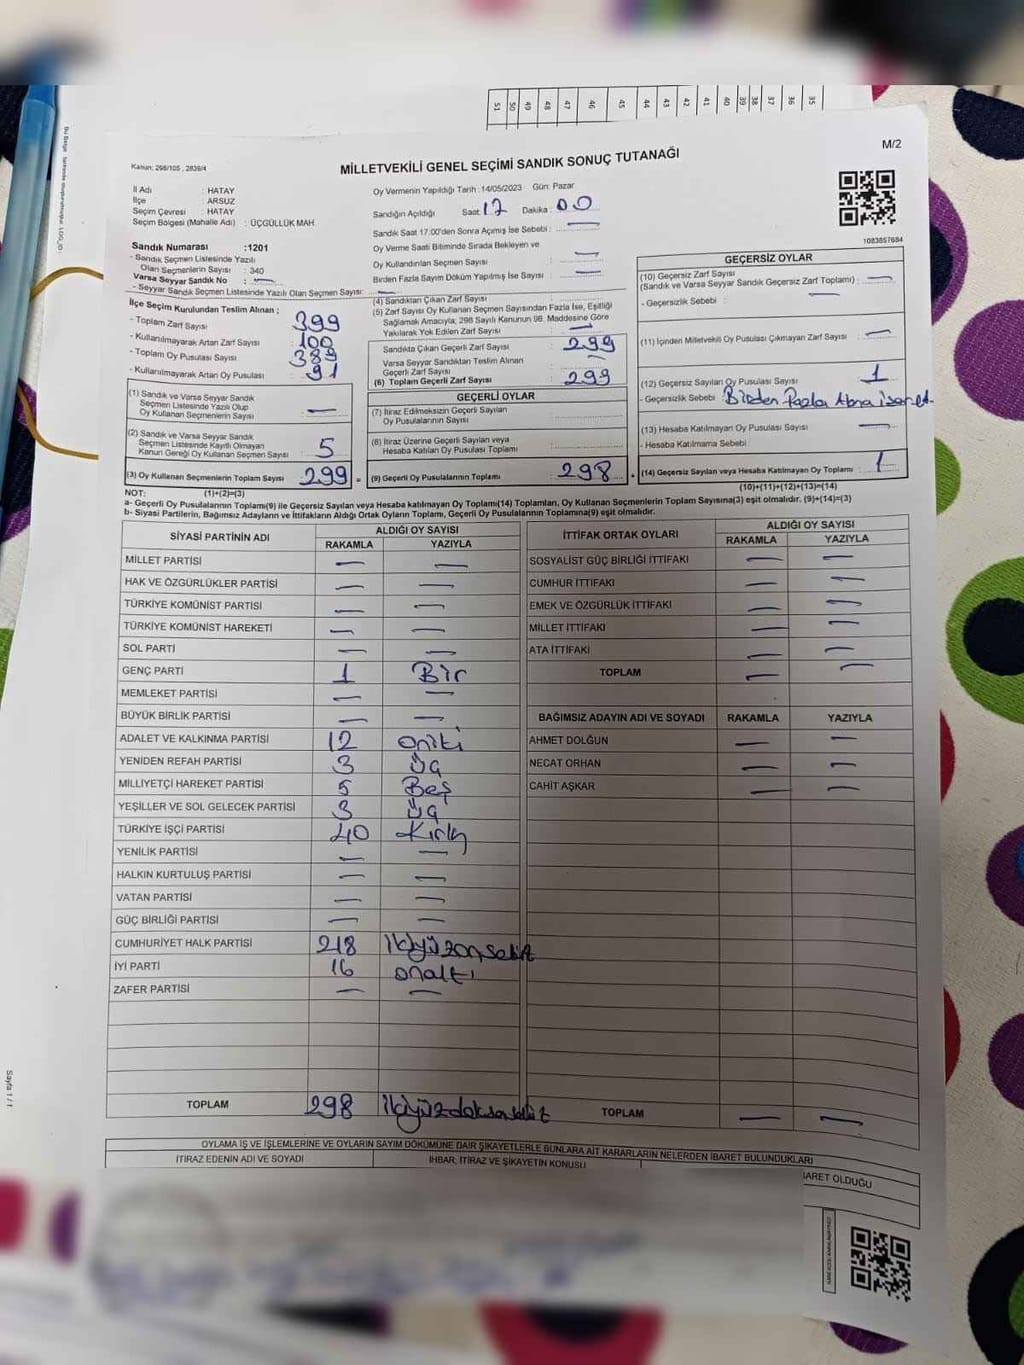 51 50 49 48 47 46 45 44 43 42 41 40 39 38 37 36 35
M/2
Kanun: 298/105 , 2839/4
MİLLETVEKİLİ GENEL SEÇİMİ SANDIK SONUÇ TUTANAĞI
İl Adı : HATAY
İlçe : ARSUZ
Seçim Çevresi : HATAY
Seçim Bölgesi (Mahalle Adı) : ÜÇGÜLLÜK MAH.
Oy Vermenin Yapıldığı Tarih : 14/05/2023 Gün: Pazar
Sandığın Açıldığı Saat: 17 Dakika: 00
Sandık Saat 17:00'den Sonra Açımış İse Sebebi : —
Oy Verme Saati Bitiminde Sırada Bekleyen ve
Oy Kullandırılan Seçmen Sayısı : —
Birden Fazla Sayım Döküm Yapılmış İse Sayısı : —
1083857684
Sandık Numarası : 1201
- Sandık Seçmen Listesinde Yazılı
Olan Seçmenlerin Sayısı : 340
Varsa Seyyar Sandık No : —
- Seyyar Sandık Seçmen Listesinde Yazılı Olan Seçmen Sayısı: —
İlçe Seçim Kurulundan Teslim Alınan ;
- Toplam Zarf Sayısı : 399
- Kullanılmayarak Artan Zarf Sayısı : 100
- Toplam Oy Pusulası Sayısı : 389
- Kullanılmayarak Artan Oy Pusulası : 91
(1) Sandık ve Varsa Seyyar Sandık
Seçmen Listesinde Yazılı Olup
Oy Kullanan Seçmenlerin Sayısı : —
(2) Sandık ve Varsa Seyyar Sandık
Seçmen Listesinde Kayıtlı Olmayan
Kanun Gereği Oy Kullanan Seçmen Sayısı : 5
(3) Oy Kullanan Seçmenlerin Toplam Sayısı : 299
(4) Sandıktan Çıkan Zarf Sayısı :
(5) Zarf Sayısı Oy Kullanan Seçmen Sayısından Fazla İse, Eşitliği
Sağlamak Amacıyla; 298 Sayılı Kanunun 98. Maddesine Göre
Yakılarak Yok Edilen Zarf Sayısı : —
Sandıkta Çıkan Geçerli Zarf Sayısı : 299
Varsa Seyyar Sandıktan Teslim Alınan
Geçerli Zarf Sayısı : —
(6) Toplam Geçerli Zarf Sayısı : 299
GEÇERLİ OYLAR
(7) İtiraz Edilmeksizin Geçerli Sayılan
Oy Pusulalarının Sayısı :
(8) İtiraz Üzerine Geçerli Sayılan veya
Hesaba Katılan Oy Pusulası Toplamı :
= (9) Geçerli Oy Pusulalarının Toplamı : 298
GEÇERSİZ OYLAR
(10) Geçersiz Zarf Sayısı
(Sandık ve Varsa Seyyar Sandık Geçersiz Zarf Toplamı) : —
- Geçersizlik Sebebi : —
(11) İçinden Milletvekili Oy Pusulası Çıkmayan Zarf Sayısı : —
(12) Geçersiz Sayılan Oy Pusulası Sayısı : 1
- Geçersizlik Sebebi : Birden Fazla Alana işaret.
(13) Hesaba Katılmayan Oy Pusulası Sayısı : —
- Hesaba Katılmama Sebebi :
+ (14) Geçersiz Sayılan veya Hesaba Katılmayan Oy Toplamı : 1
NOT: (1)+(2)=(3) (10)+(11)+(12)+(13)=(14)
a- Geçerli Oy Pusulalarının Toplamı(9) ile Geçersiz Sayılan veya Hesaba katılmayan Oy Toplamı(14) Toplamları, Oy Kullanan Seçmenlerin Toplam Sayısına(3) eşit olmalıdır. (9)+(14)=(3)
b- Siyasi Partilerin, Bağımsız Adayların ve İttifakların Aldığı Ortak Oyların Toplamı, Geçerli Oy Pusulalarının Toplamına(9) eşit olmalıdır.
SİYASİ PARTİNİN ADI ALDIĞI OY SAYISI
RAKAMLA YAZIYLA
MİLLET PARTİSİ — —
HAK VE ÖZGÜRLÜKLER PARTİSİ — —
TÜRKİYE KOMÜNİST PARTİSİ — —
TÜRKİYE KOMÜNİST HAREKETİ — —
SOL PARTİ — —
GENÇ PARTİ 1 Bir
MEMLEKET PARTİSİ — —
BÜYÜK BİRLİK PARTİSİ — —
ADALET VE KALKINMA PARTİSİ 12 oniki
YENİDEN REFAH PARTİSİ 3 üç
MİLLİYETÇİ HAREKET PARTİSİ 5 Beş
YEŞİLLER VE SOL GELECEK PARTİSİ 3 üç
TÜRKİYE İŞÇİ PARTİSİ 40 Kırk
YENİLİK PARTİSİ — —
HALKIN KURTULUŞ PARTİSİ — —
VATAN PARTİSİ — —
GÜÇ BİRLİĞİ PARTİSİ — —
CUMHURİYET HALK PARTİSİ 218 ikiyüzonsekiz
İYİ PARTİ 16 onaltı
ZAFER PARTİSİ — —
TOPLAM 298 ikiyüzdoksansekiz
İTTİFAK ORTAK OYLARI ALDIĞI OY SAYISI
RAKAMLA YAZIYLA
SOSYALİST GÜÇ BİRLİĞİ İTTİFAKI — —
CUMHUR İTTİFAKI — —
EMEK VE ÖZGÜRLÜK İTTİFAKI — —
MİLLET İTTİFAKI — —
ATA İTTİFAKI — —
TOPLAM — —
BAĞIMSIZ ADAYIN ADI VE SOYADI RAKAMLA YAZIYLA
AHMET DOLĞUN — —
NECAT ORHAN — —
CAHİT AŞKAR — —
TOPLAM — —
OYLAMA İŞ VE İŞLEMLERİNE VE OYLARIN SAYIM DÖKÜMÜNE DAİR ŞİKAYETLERLE BUNLARA AİT KARARLARIN NELERDEN İBARET BULUNDUKLARI
İTİRAZ EDENİN ADI VE SOYADI İHBAR, İTİRAZ VE ŞİKAYETİN KONUSU
BARET OLDUĞU
Sayfa 1 / 1